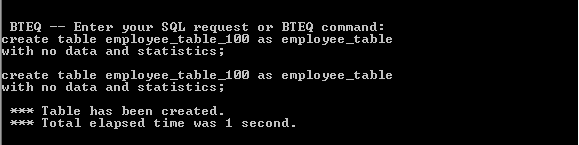 BTEQ -- Enter your SQL request or BTEQ command:
create table employee_table_100 as employee_table
with no data and statistics;
create table employee_table_100 as employee_table
with no data and statistics;
*** Table has been created.
*** Total elapsed time was 1 second.